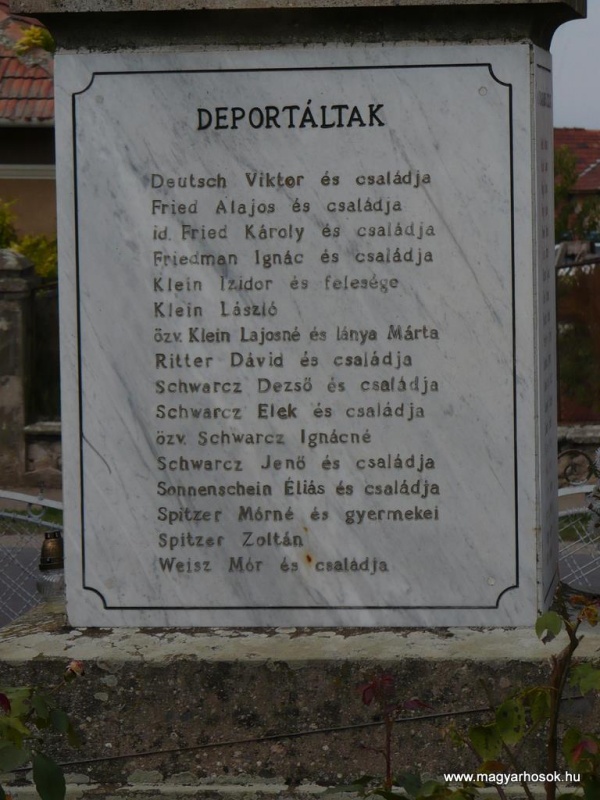 DEPORTÁLTAK
Deutsch Viktor és családja
Fried Alajos és családja
id. Fried Károly és családja
Friedman Ignác és családja
Klein Izidor és felesége
Klein László
özv. Klein Lajosné és lánya Márta
Ritter Dávid és családja
Schwarcz Dezső és családja
Schwarcz Elek és családja
özv. Schwarcz Ignácné
Schwarcz Jenő és családja
Sonnenschein Éliás és családja
Spitzer Mórné és gyermekei
Spitzer Zoltán
Weisz Mór és családja
www.magyarhosok.hu